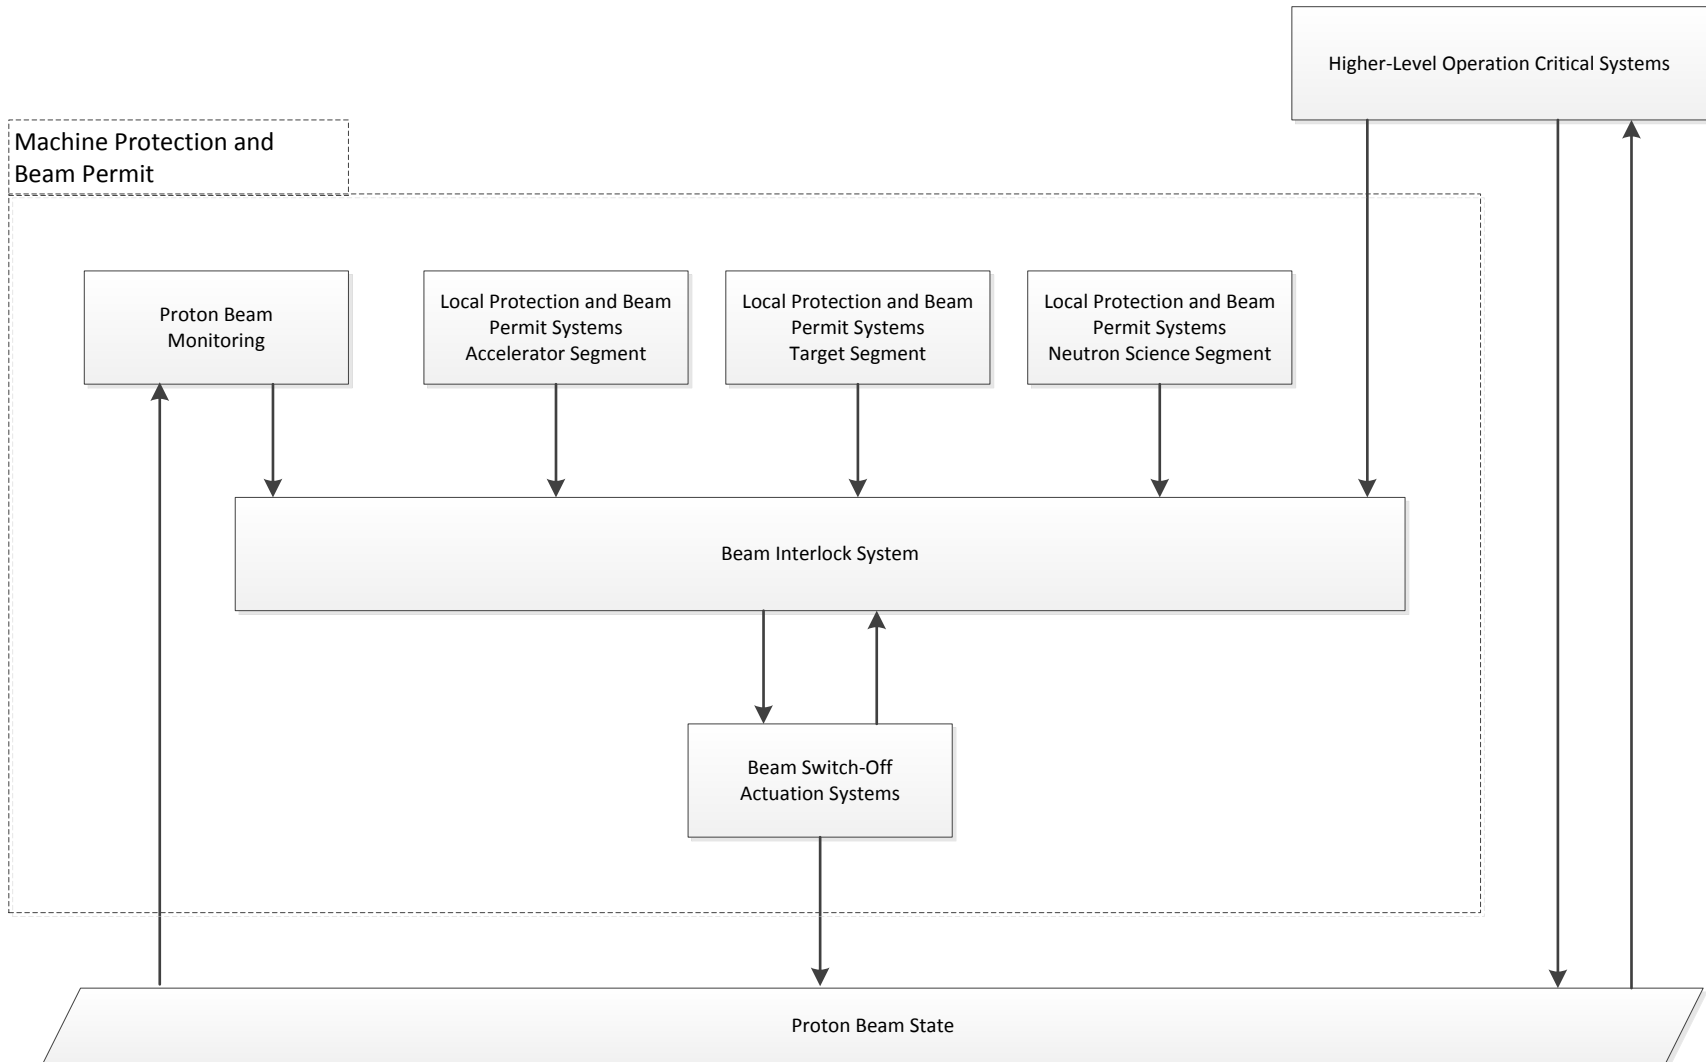 Higher-Level Operation Critical Systems
Machine Protection and
Beam Permit
Proton Beam
Monitoring
Local Protection and Beam
Permit Systems
Accelerator Segment
Local Protection and Beam
Permit Systems
Target Segment
Local Protection and Beam
Permit Systems
Neutron Science Segment
Beam Interlock System
Beam Switch-Off
Actuation Systems
Proton Beam State